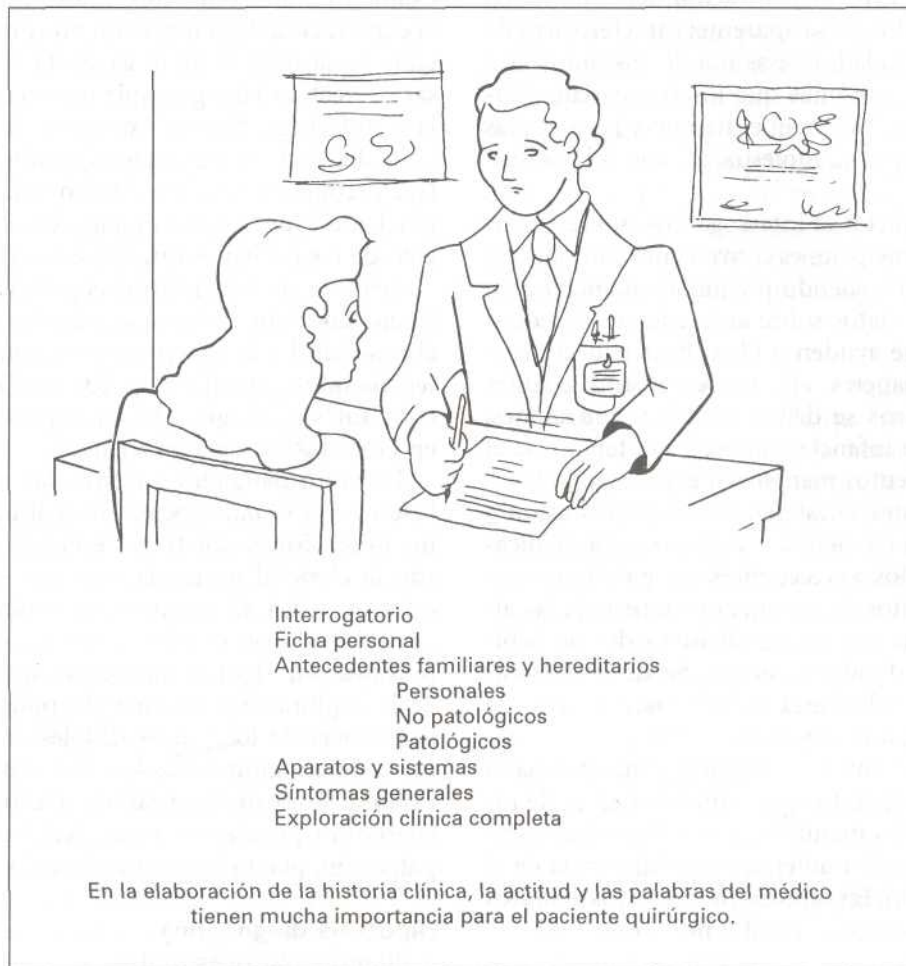 Interrogatorio
Ficha personal
Antecedentes familiares y hereditarios
Personales
No patológicos
Patológicos
Aparatos y sistemas
Síntomas generales
Exploración clínica completa
En la elaboración de la historia clínica, la actitud y las palabras del médico
tienen mucha importancia para el paciente quirúrgico.